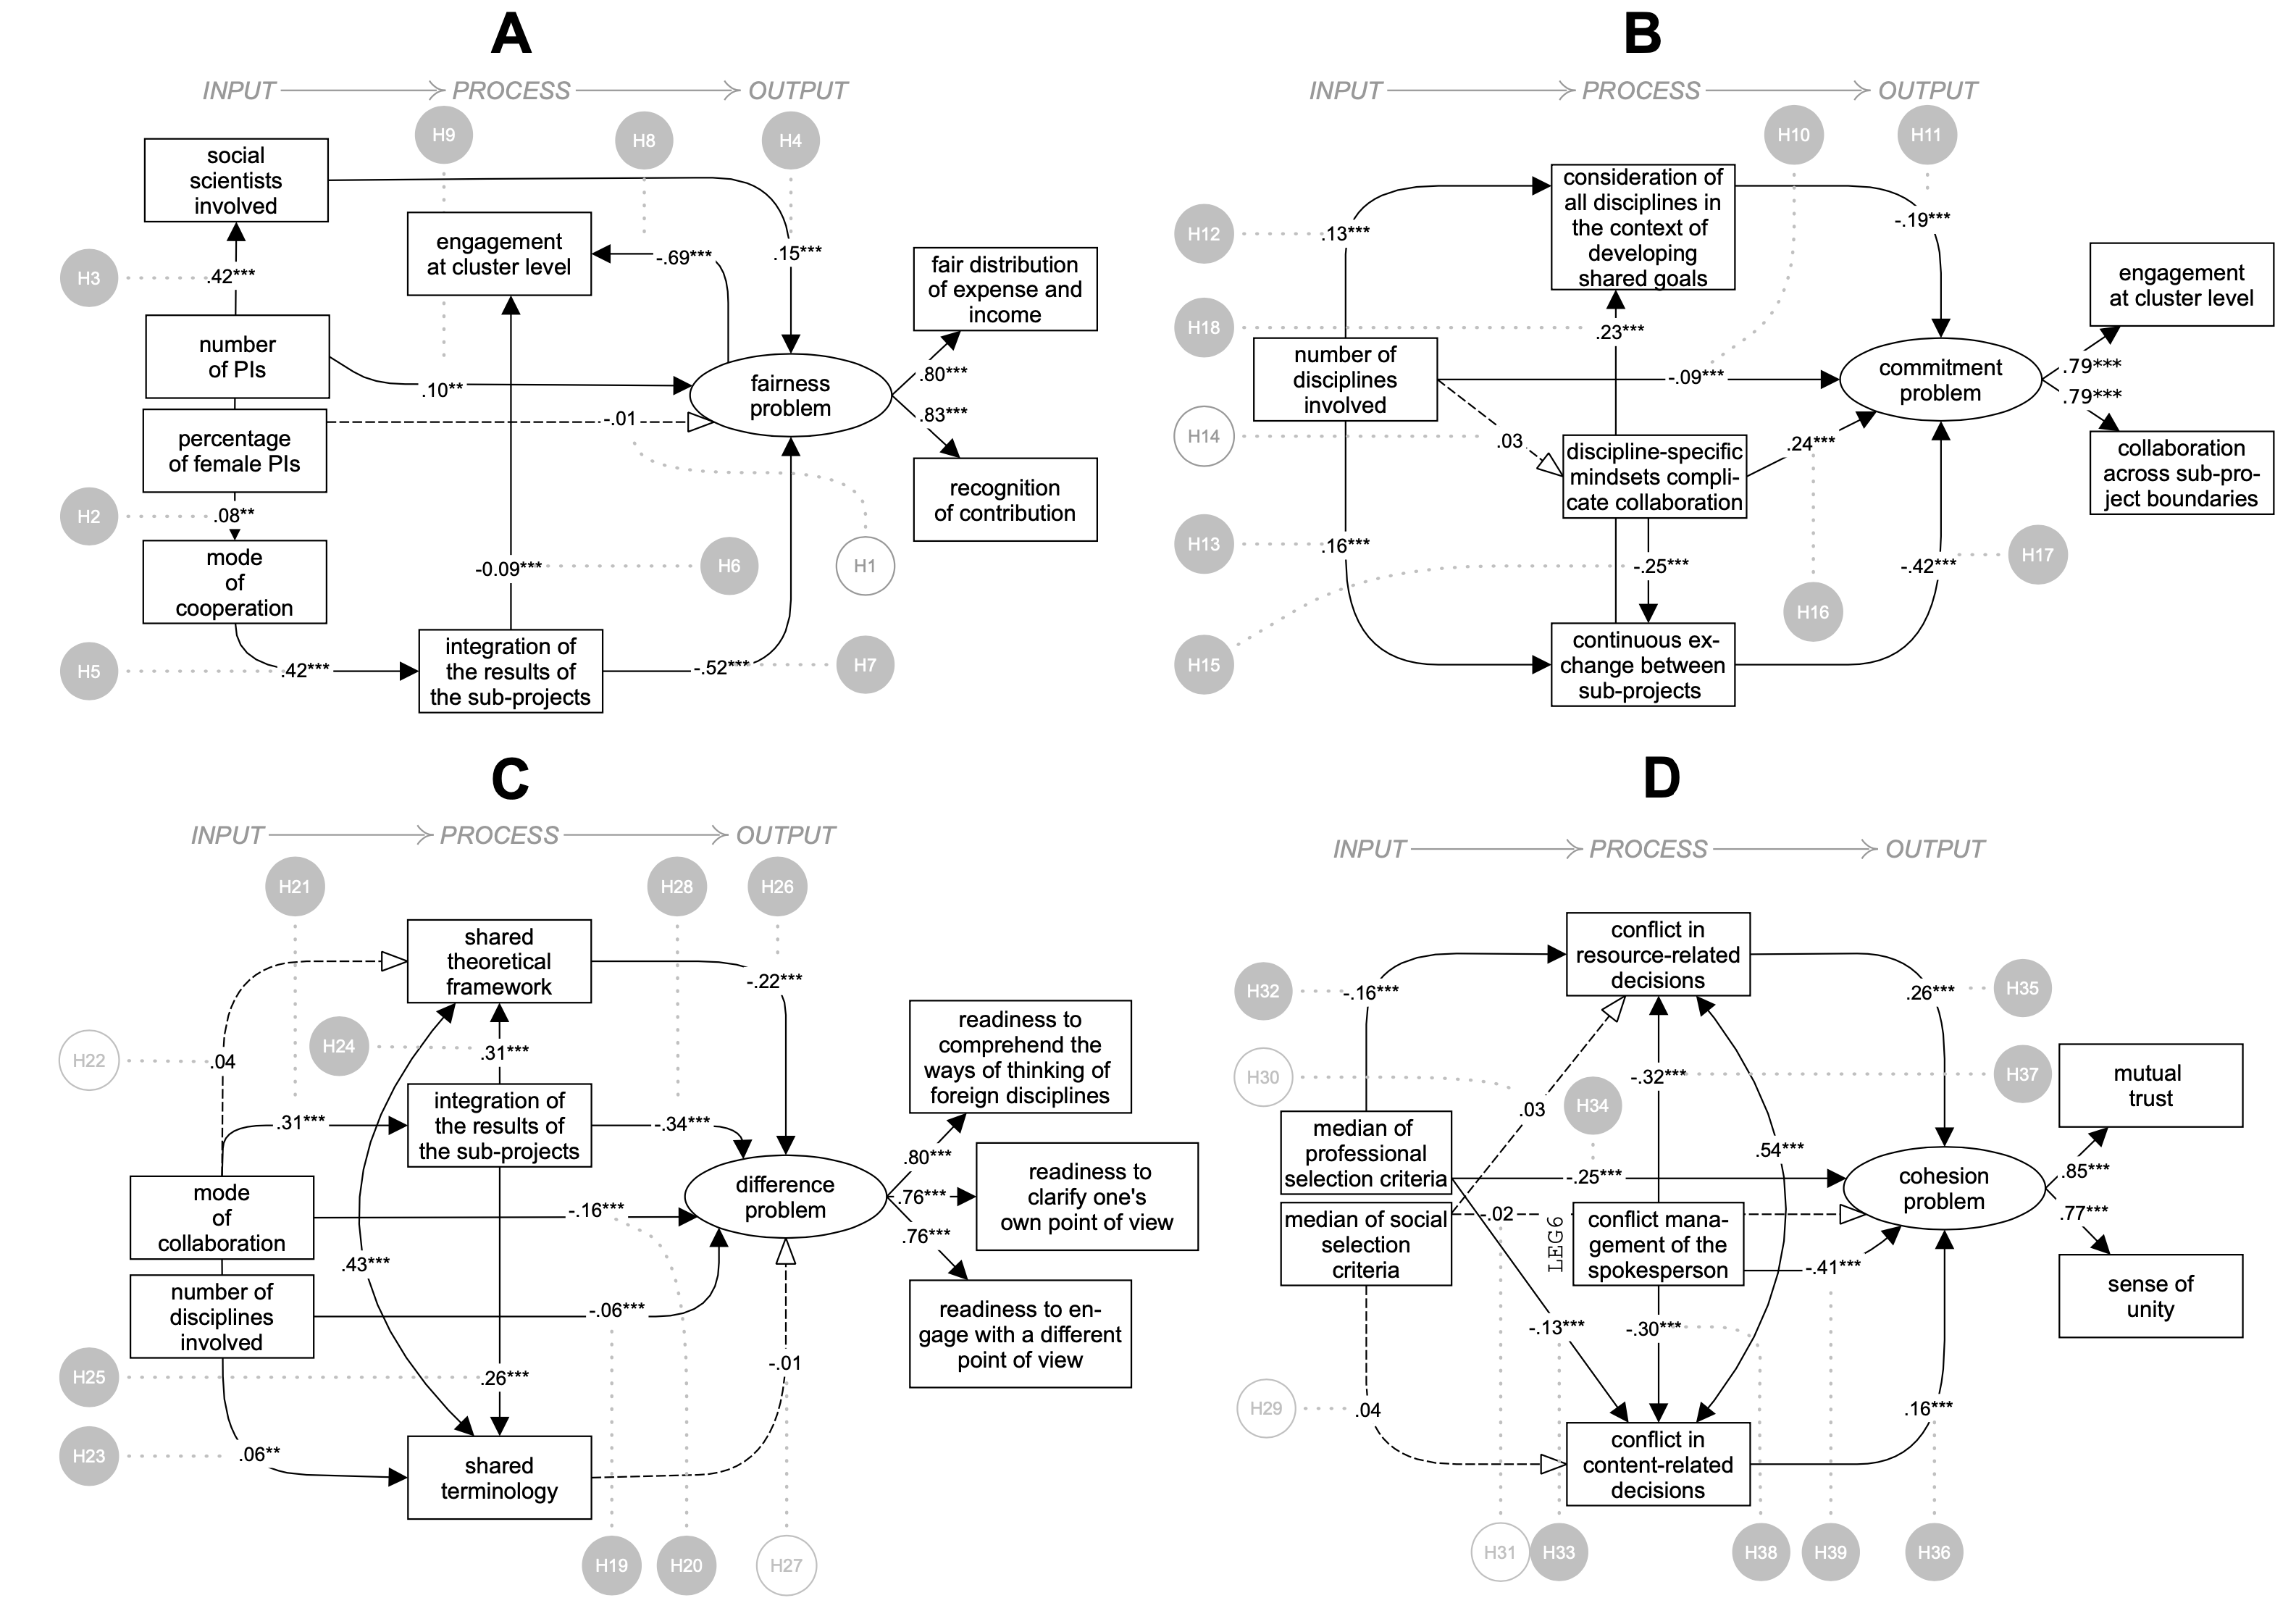 A
INPUT
PROCESS
OUTPUT
H9
H8
H4
social
scientists
involved
engagement
at cluster level
-.69***
.15***
fair distribution
of expense and
income
H3
.42***
number
of PIs
.10**
fairness
problem
.80***
.83***
-.01
percentage
of female PIs
recognition
of contribution
H2
.08**
mode
of
cooperation
-0.09***
H6
H1
H5
.42***
integration of
the results of
the sub-projects
-.52***
H7
B
INPUT
PROCESS
OUTPUT
H10
H11
consideration of
all disciplines in
the context of
developing
shared goals
H12
.13***
-.19***
engagement
at cluster level
H18
.23***
number of
disciplines
involved
-.09***
commitment
problem
.79***
.79***
H14
.03
discipline-specific
mindsets compli-
cate collaboration
.24***
collaboration
across sub-pro-
ject boundaries
H13
.16***
-.25***
-.42***
H17
H16
H15
continuous ex-
change between
sub-projects
C
INPUT
PROCESS
OUTPUT
H21
H28
H26
shared
theoretical
framework
-.22***
readiness to
comprehend the
ways of thinking of
foreign disciplines
H24
.31***
H22
.04
integration of
the results of
the sub-projects
.31***
-.34***
.80***
mode
of
collaboration
difference
problem
.76***
readiness to
clarify one's
own point of view
-.16***
.76***
.43***
number of
disciplines
involved
-.06***
readiness to en-
gage with a different
point of view
-.01
H25
.26***
H23
.06**
shared
terminology
H19
H20
H27
D
INPUT
PROCESS
OUTPUT
conflict in
resource-related
decisions
H32
-.16***
.26***
H35
H30
-.32***
H37
mutual
trust
H34
.03
median of
professional
selection criteria
.54***
-.25***
cohesion
problem
.85***
.77***
median of social
selection
criteria
-.02
LEG6
conflict mana-
gement of the
spokesperson
-.41***
sense of
unity
-.13***
-.30***
H29
.04
.16***
conflict in
content-related
decisions
H31
H33
H38
H39
H36